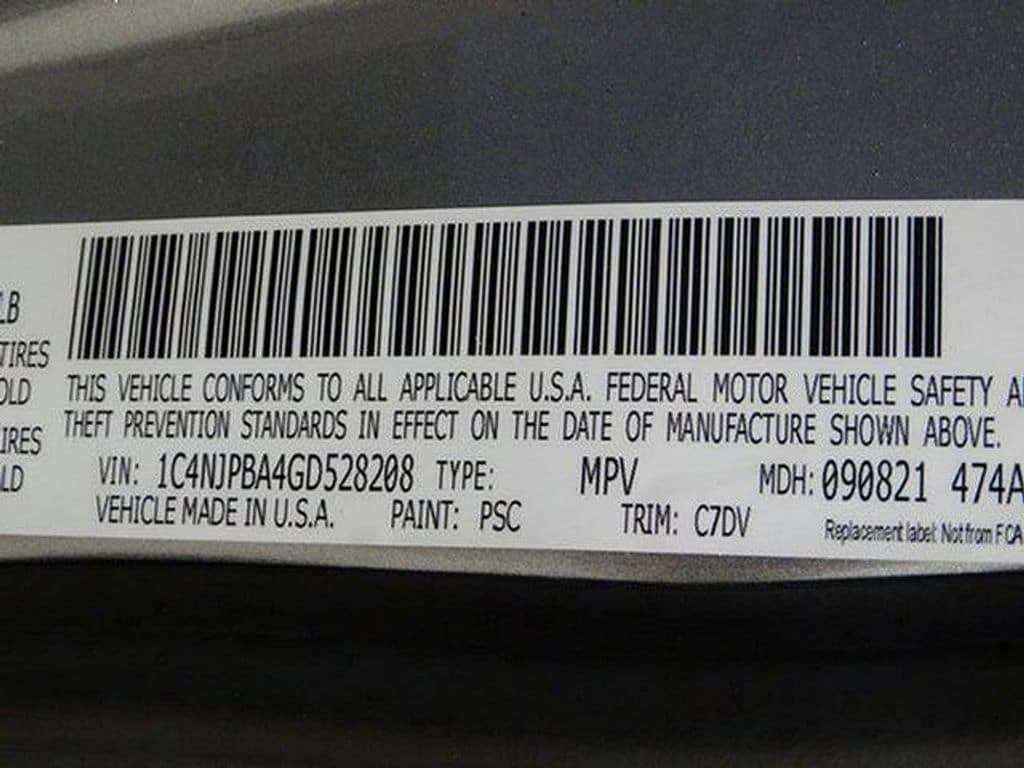 LB
TIRES
OLD
IRES
LD
THIS VEHICLE CONFORMS TO ALL APPLICABLE U.S.A. FEDERAL MOTOR VEHICLE SAFETY A
THEFT PREVENTION STANDARDS IN EFFECT ON THE DATE OF MANUFACTURE SHOWN ABOVE.
VIN: 1C4NJPBA4GD528208 TYPE: MPV MDH: 090821 474A
VEHICLE MADE IN U.S.A. PAINT: PSC TRIM: C7DV Replacement label: Not from FCA